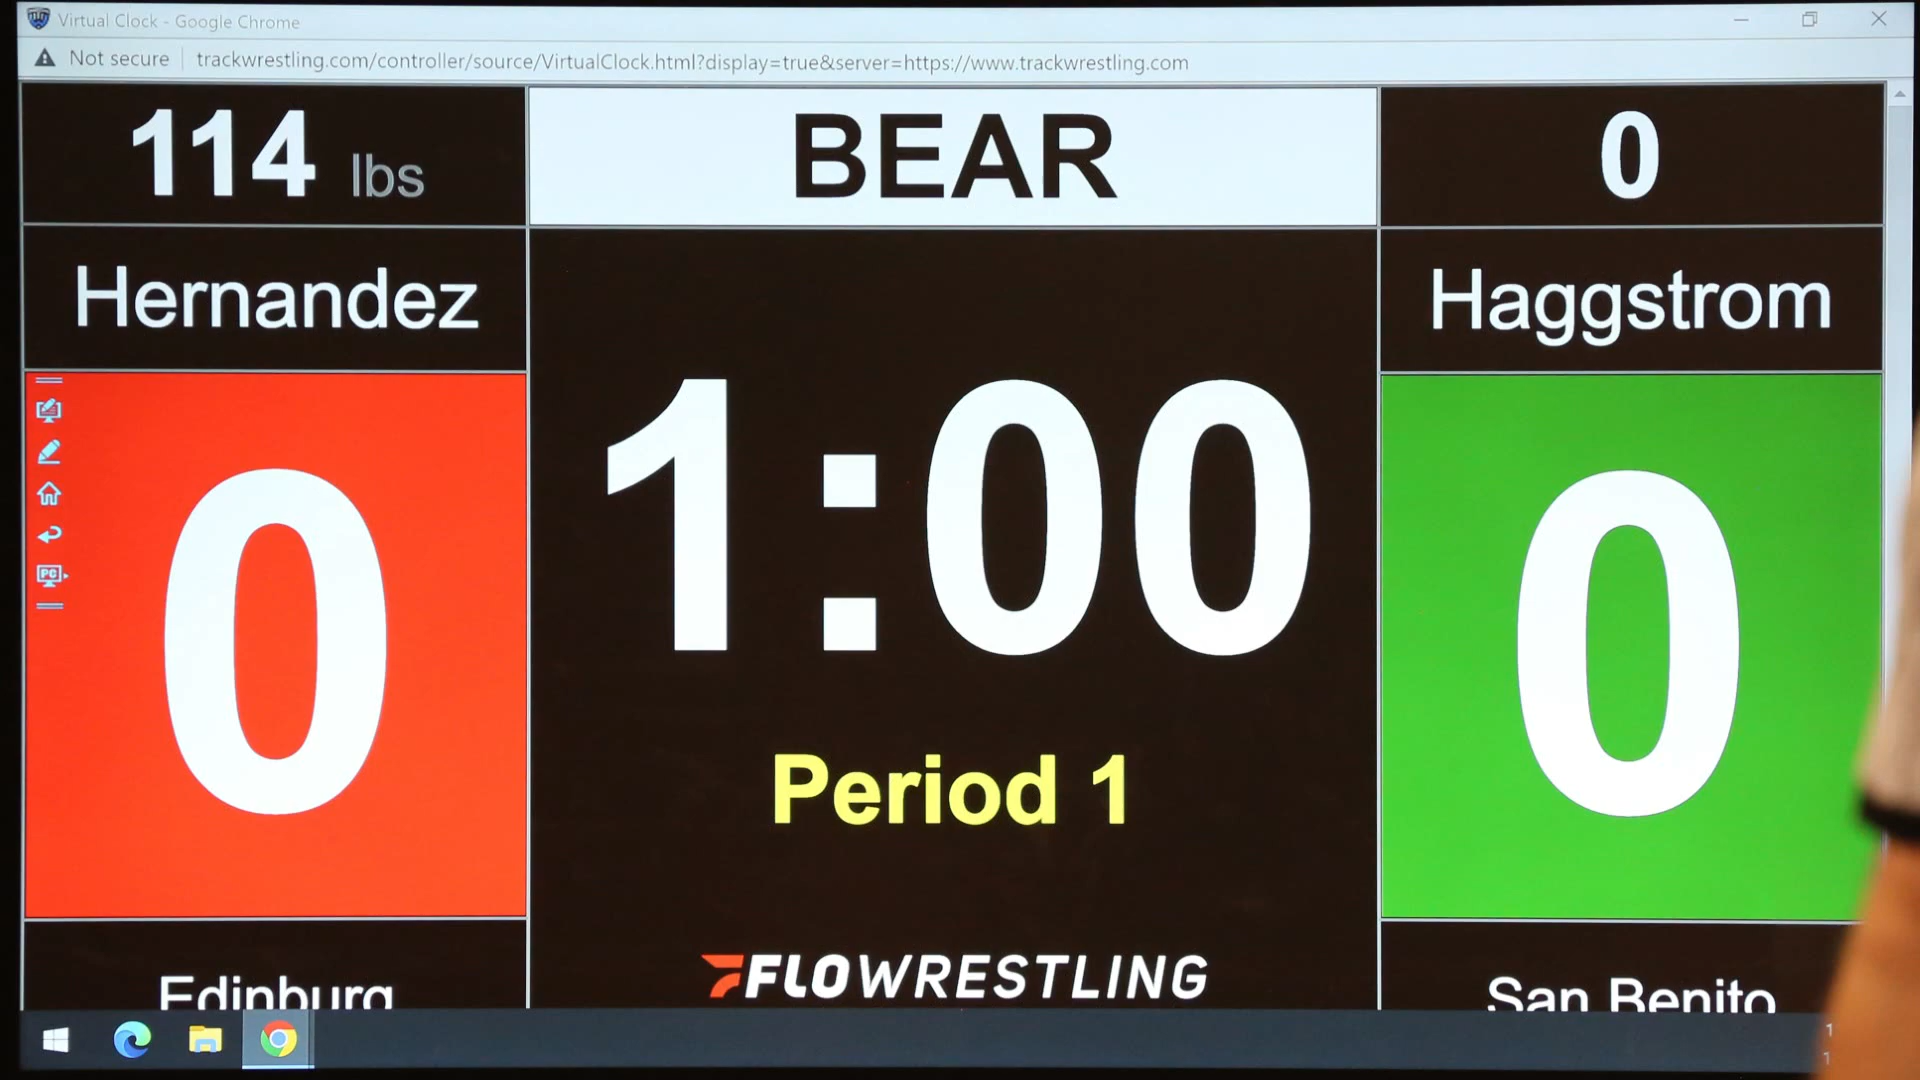 Virtual Clock - Google Chrome
Not secure trackwrestling.com/controller/source/VirtualClock.html?display=true&server=https://www.trackwrestling.com
114 lbs BEAR 0
Hernandez Haggstrom
PC
0 1:00 0
Period 1
FLOWRESTLING
Edinburg San Benito